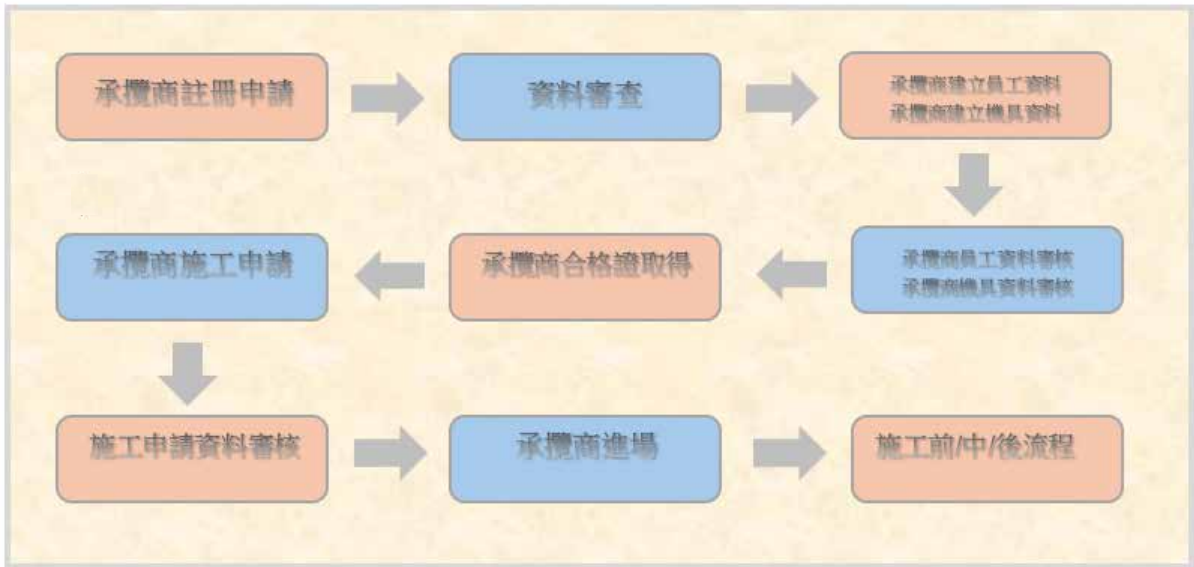 承攬商註冊申請
資料審查
承攬商建立員工資料
承攬商建立機具資料
承攬商員工資料審核
承攬商機具資料審核
承攬商合格證取得
承攬商施工申請
施工申請資料審核
承攬商進場
施工前/中/後流程